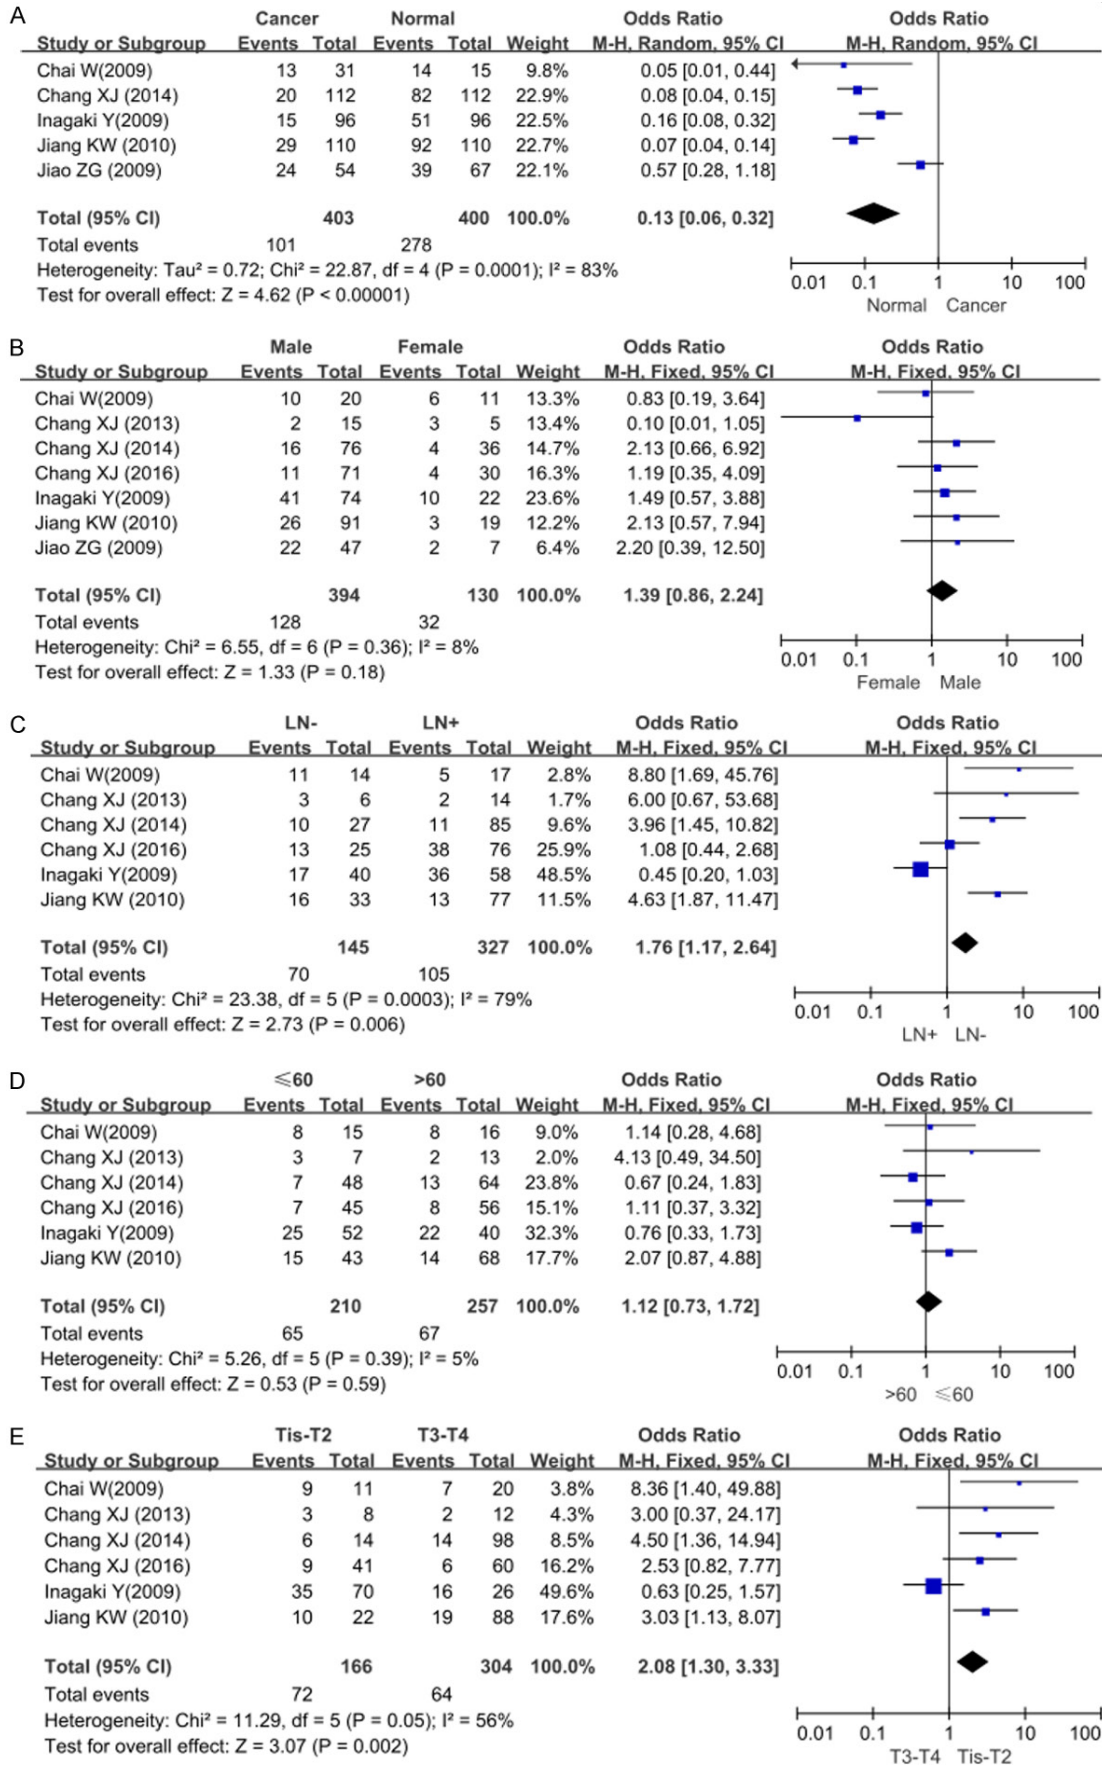 A
Cancer Normal Odds Ratio Odds Ratio
Study or Subgroup Events Total Events Total Weight M-H, Random, 95% CI M-H, Random, 95% CI
Chai W(2009) 13 31 14 15 9.8% 0.05 [0.01, 0.44]
Chang XJ (2014) 20 112 82 112 22.9% 0.08 [0.04, 0.15]
Inagaki Y(2009) 15 96 51 96 22.5% 0.16 [0.08, 0.32]
Jiang KW (2010) 29 110 92 110 22.7% 0.07 [0.04, 0.14]
Jiao ZG (2009) 24 54 39 67 22.1% 0.57 [0.28, 1.18]
Total (95% CI) 403 400 100.0% 0.13 [0.06, 0.32]
Total events 101 278
Heterogeneity: Tau² = 0.72; Chi² = 22.87, df = 4 (P = 0.0001); I² = 83%
Test for overall effect: Z = 4.62 (P < 0.00001)
0.01 0.1 1 10 100
Normal Cancer
B
Male Female Odds Ratio Odds Ratio
Study or Subgroup Events Total Events Total Weight M-H, Fixed, 95% CI M-H, Fixed, 95% CI
Chai W(2009) 10 20 6 11 13.3% 0.83 [0.19, 3.64]
Chang XJ (2013) 2 15 3 5 13.4% 0.10 [0.01, 1.05]
Chang XJ (2014) 16 76 4 36 14.7% 2.13 [0.66, 6.92]
Chang XJ (2016) 11 71 4 30 16.3% 1.19 [0.35, 4.09]
Inagaki Y(2009) 41 74 10 22 23.6% 1.49 [0.57, 3.88]
Jiang KW (2010) 26 91 3 19 12.2% 2.13 [0.57, 7.94]
Jiao ZG (2009) 22 47 2 7 6.4% 2.20 [0.39, 12.50]
Total (95% CI) 394 130 100.0% 1.39 [0.86, 2.24]
Total events 128 32
Heterogeneity: Chi² = 6.55, df = 6 (P = 0.36); I² = 8%
Test for overall effect: Z = 1.33 (P = 0.18)
0.01 0.1 1 10 100
Female Male
C
LN- LN+ Odds Ratio Odds Ratio
Study or Subgroup Events Total Events Total Weight M-H, Fixed, 95% CI M-H, Fixed, 95% CI
Chai W(2009) 11 14 5 17 2.8% 8.80 [1.69, 45.76]
Chang XJ (2013) 3 6 2 14 1.7% 6.00 [0.67, 53.68]
Chang XJ (2014) 10 27 11 85 9.6% 3.96 [1.45, 10.82]
Chang XJ (2016) 13 25 38 76 25.9% 1.08 [0.44, 2.68]
Inagaki Y(2009) 17 40 36 58 48.5% 0.45 [0.20, 1.03]
Jiang KW (2010) 16 33 13 77 11.5% 4.63 [1.87, 11.47]
Total (95% CI) 145 327 100.0% 1.76 [1.17, 2.64]
Total events 70 105
Heterogeneity: Chi² = 23.38, df = 5 (P = 0.0003); I² = 79%
Test for overall effect: Z = 2.73 (P = 0.006)
0.01 0.1 1 10 100
LN+ LN-
D
≤60 >60 Odds Ratio Odds Ratio
Study or Subgroup Events Total Events Total Weight M-H, Fixed, 95% CI M-H, Fixed, 95% CI
Chai W(2009) 8 15 8 16 9.0% 1.14 [0.28, 4.68]
Chang XJ (2013) 3 7 2 13 2.0% 4.13 [0.49, 34.50]
Chang XJ (2014) 7 48 13 64 23.8% 0.67 [0.24, 1.83]
Chang XJ (2016) 7 45 8 56 15.1% 1.11 [0.37, 3.32]
Inagaki Y(2009) 25 52 22 40 32.3% 0.76 [0.33, 1.73]
Jiang KW (2010) 15 43 14 68 17.7% 2.07 [0.87, 4.88]
Total (95% CI) 210 257 100.0% 1.12 [0.73, 1.72]
Total events 65 67
Heterogeneity: Chi² = 5.26, df = 5 (P = 0.39); I² = 5%
Test for overall effect: Z = 0.53 (P = 0.59)
0.01 0.1 1 10 100
>60 ≤60
E
Tis-T2 T3-T4 Odds Ratio Odds Ratio
Study or Subgroup Events Total Events Total Weight M-H, Fixed, 95% CI M-H, Fixed, 95% CI
Chai W(2009) 9 11 7 20 3.8% 8.36 [1.40, 49.88]
Chang XJ (2013) 3 8 2 12 4.3% 3.00 [0.37, 24.17]
Chang XJ (2014) 6 14 14 98 8.5% 4.50 [1.36, 14.94]
Chang XJ (2016) 9 41 6 60 16.2% 2.53 [0.82, 7.77]
Inagaki Y(2009) 35 70 16 26 49.6% 0.63 [0.25, 1.57]
Jiang KW (2010) 10 22 19 88 17.6% 3.03 [1.13, 8.07]
Total (95% CI) 166 304 100.0% 2.08 [1.30, 3.33]
Total events 72 64
Heterogeneity: Chi² = 11.29, df = 5 (P = 0.05); I² = 56%
Test for overall effect: Z = 3.07 (P = 0.002)
0.01 0.1 1 10 100
T3-T4 Tis-T2